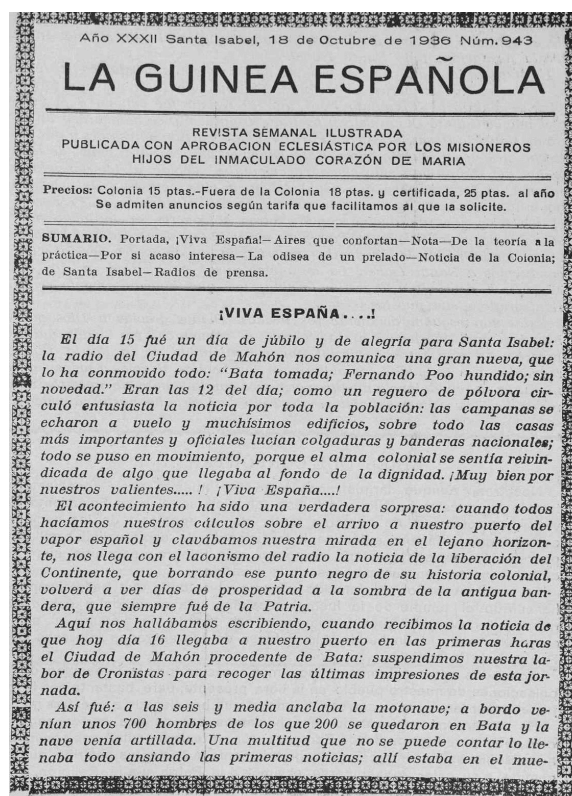 Año XXXII Santa Isabel, 18 de Octubre de 1936 Núm. 943
LA GUINEA ESPAÑOLA
REVISTA SEMANAL ILUSTRADA
PUBLICADA CON APROBACION ECLESIÁSTICA POR LOS MISIONEROS
HIJOS DEL INMACULADO CORAZÓN DE MARIA
Precios: Colonia 15 ptas.-Fuera de la Colonia 18 ptas. y certificada, 25 ptas. al año
Se admiten anuncios según tarifa que facilitamos al que la solicite.
SUMARIO. Portada, ¡Viva España!—Aires que confortan—Nota—De la teoría a la
práctica—Por si acaso interesa—La odisea de un prelado—Noticia de la Colonia;
de Santa Isabel—Radios de prensa.
¡VIVA ESPAÑA....!
El día 15 fué un día de júbilo y de alegría para Santa Isabel:
la radio del Ciudad de Mahón nos comunica una gran nueva, que
lo ha conmovido todo: “Bata tomada; Fernando Poo hundido; sin
novedad.” Eran las 12 del día; como un reguero de pólvora cir-
culó entusiasta la noticia por toda la población: las campanas se
echaron a vuelo y muchísimos edificios, sobre todo las casas
más importantes y oficiales lucían colgaduras y banderas nacionales;
todo se puso en movimiento, porque el alma colonial se sentía reivin-
dicada de algo que llegaba al fondo de la dignidad. ¡Muy bien por
nuestros valientes..... ! ¡Viva España....!
El acontecimiento ha sido una verdadera sorpresa: cuando todos
hacíamos nuestros cálculos sobre el arrivo a nuestro puerto del
vapor español y clavábamos nuestra mirada en el lejano horizon-
te, nos llega con el laconismo del radio la noticia de la liberación del
Continente, que borrando ese punto negro de su historia colonial,
volverá a ver días de prosperidad a la sombra de la antigua ban-
dera, que siempre fué de la Patria.
Aquí nos hallábamos escribiendo, cuando recibimos la noticia de
que hoy día 16 llegaba a nuestro puerto en las primeras horas
el Ciudad de Mahón procedente de Bata: suspendimos nuestra la-
bor de Cronistas para recoger las últimas impresiones de esta jor-
nada.
Así fué: a las seis y media anclaba la motonave; a bordo ve-
nían unos 700 hombres de los que 200 se quedaron en Bata y la
nave venía artillada. Una multitud que no se puede contar lo lle-
naba todo ansiando las primeras noticias; allí estaba en el mue-